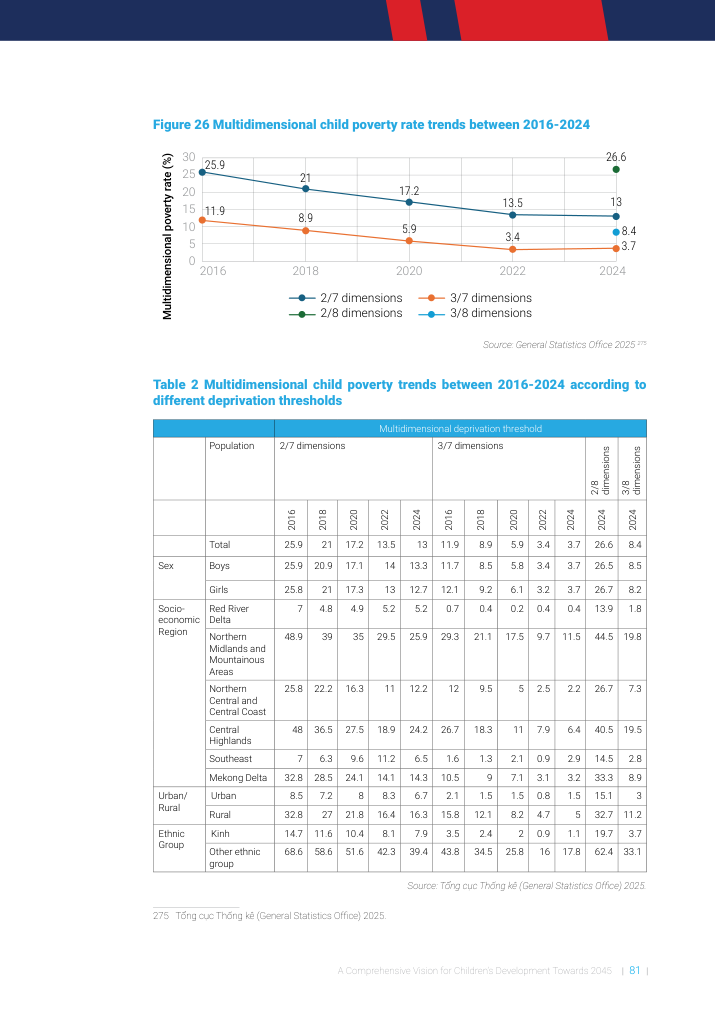 Figure 26 Multidimensional child poverty rate trends between 2016-2024
Multidimensional poverty rate (%)
30
25
20
15
10
5
0
25.9
21
17.2
13.5
13
26.6
11.9
8.9
5.9
3.4
8.4
3.7
2016 2018 2020 2022 2024
2/7 dimensions 3/7 dimensions
2/8 dimensions 3/8 dimensions
Source: General Statistics Office 2025 275
Table 2 Multidimensional child poverty trends between 2016-2024 according to
different deprivation thresholds
Multidimensional deprivation threshold
Population 2/7 dimensions 3/7 dimensions 2/8 dimensions 3/8 dimensions
2016 2018 2020 2022 2024 2016 2018 2020 2022 2024 2024 2024
Total 25.9 21 17.2 13.5 13 11.9 8.9 5.9 3.4 3.7 26.6 8.4
Sex Boys 25.9 20.9 17.1 14 13.3 11.7 8.5 5.8 3.4 3.7 26.5 8.5
Girls 25.8 21 17.3 13 12.7 12.1 9.2 6.1 3.2 3.7 26.7 8.2
Socio-economic Region Red River Delta 7 4.8 4.9 5.2 5.2 0.7 0.4 0.2 0.4 0.4 13.9 1.8
Northern Midlands and Mountainous Areas 48.9 39 35 29.5 25.9 29.3 21.1 17.5 9.7 11.5 44.5 19.8
Northern Central and Central Coast 25.8 22.2 16.3 11 12.2 12 9.5 5 2.5 2.2 26.7 7.3
Central Highlands 48 36.5 27.5 18.9 24.2 26.7 18.3 11 7.9 6.4 40.5 19.5
Southeast 7 6.3 9.6 11.2 6.5 1.6 1.3 2.1 0.9 2.9 14.5 2.8
Mekong Delta 32.8 28.5 24.1 14.1 14.3 10.5 9 7.1 3.1 3.2 33.3 8.9
Urban/Rural Urban 8.5 7.2 8 8.3 6.7 2.1 1.5 1.5 0.8 1.5 15.1 3
Rural 32.8 27 21.8 16.4 16.3 15.8 12.1 8.2 4.7 5 32.7 11.2
Ethnic Group Kinh 14.7 11.6 10.4 8.1 7.9 3.5 2.4 2 0.9 1.1 19.7 3.7
Other ethnic group 68.6 58.6 51.6 42.3 39.4 43.8 34.5 25.8 16 17.8 62.4 33.1
Source: Tổng cục Thống kê (General Statistics Office) 2025.
275 Tổng cục Thống kê (General Statistics Office) 2025.
A Comprehensive Vision for Children's Development Towards 2045 | 81 |